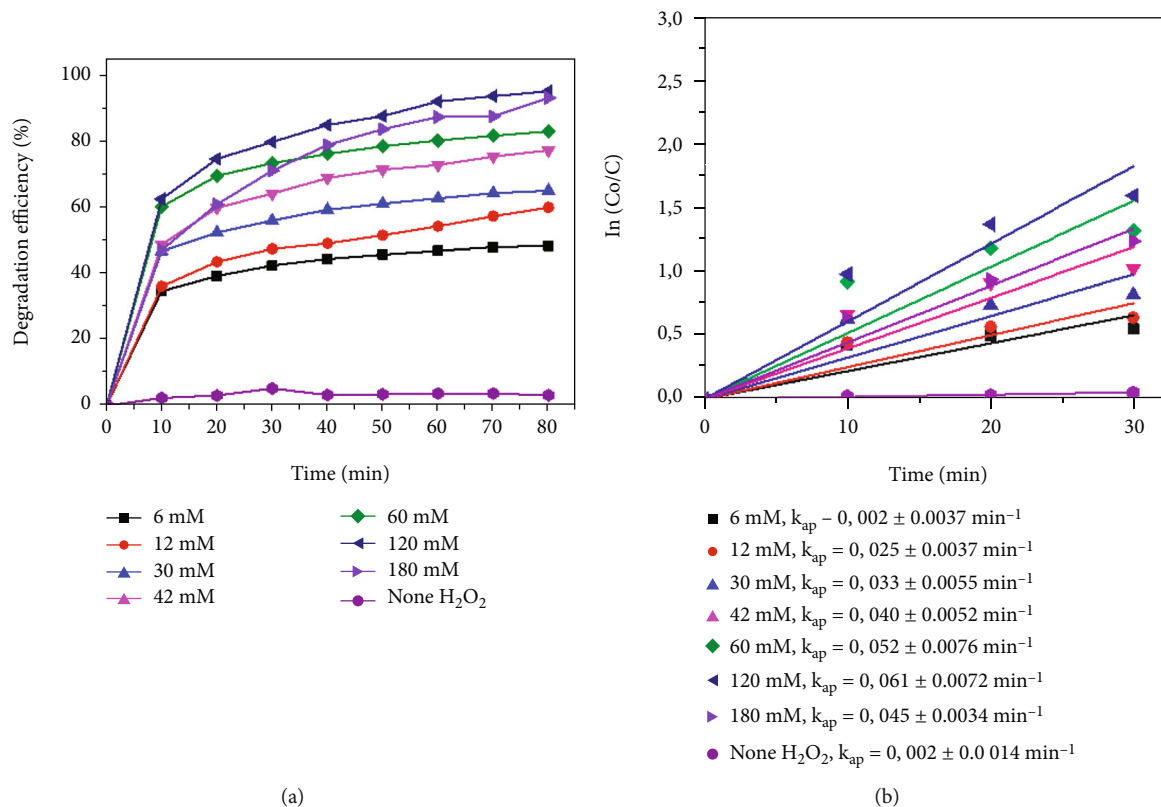 Degradation efficiency (%)
100
80
60
40
20
0
0 10 20 30 40 50 60 70 80
Time (min)
6 mM
12 mM
30 mM
42 mM
60 mM
120 mM
180 mM
None H₂O₂
(a)
In (Co/C)
3,0
2,5
2,0
1,5
1,0
0,5
0,0
0 10 20 30
Time (min)
6 mM, kap – 0, 002 ± 0.0037 min⁻¹
12 mM, kap = 0, 025 ± 0.0037 min⁻¹
30 mM, kap = 0, 033 ± 0.0055 min⁻¹
42 mM, kap = 0, 040 ± 0.0052 min⁻¹
60 mM, kap = 0, 052 ± 0.0076 min⁻¹
120 mM, kap = 0, 061 ± 0.0072 min⁻¹
180 mM, kap = 0, 045 ± 0.0034 min⁻¹
None H₂O₂, kap = 0, 002 ± 0.0 014 min⁻¹
(b)